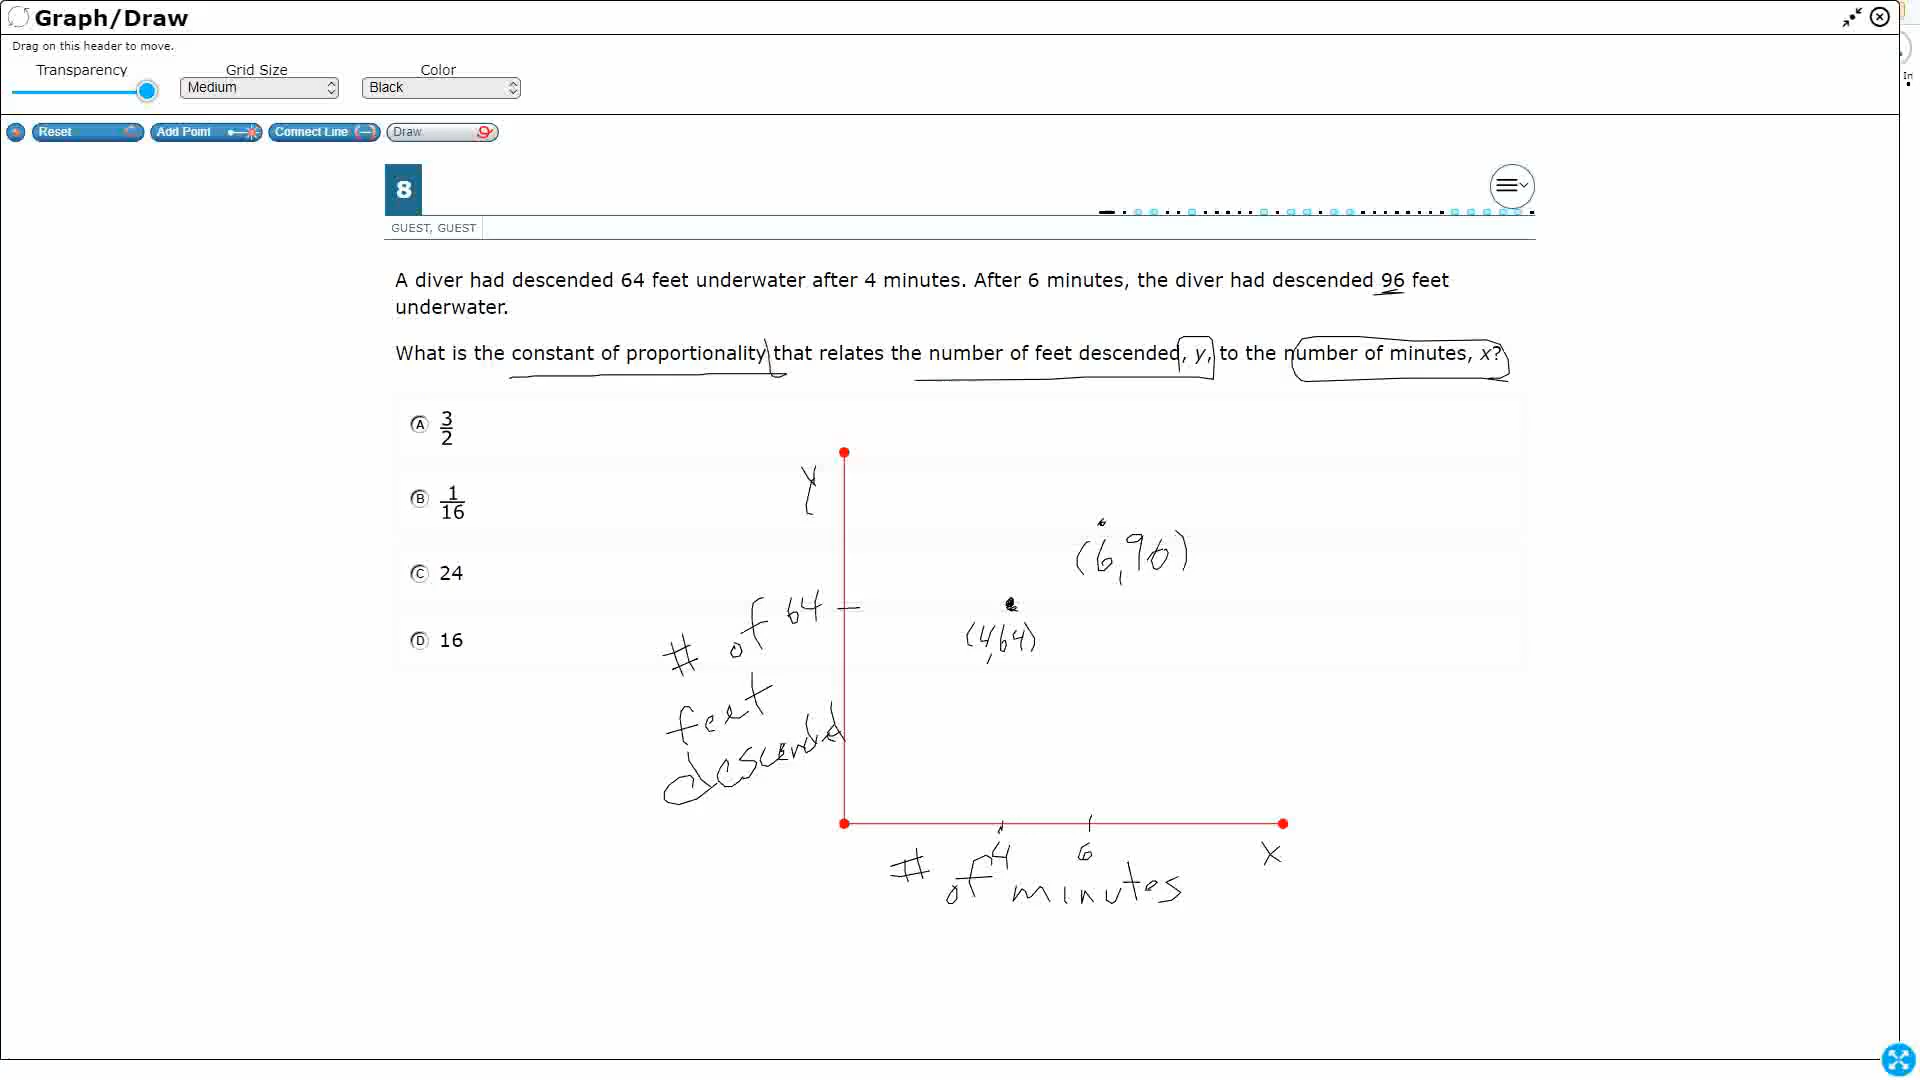 Graph/Draw
Drag on this header to move.
Transparency Grid Size Color
Medium Black
Reset Add Point Connect Line Draw
8
GUEST, GUEST
A diver had descended 64 feet underwater after 4 minutes. After 6 minutes, the diver had descended 96 feet
underwater.
What is the constant of proportionality that relates the number of feet descended, y, to the number of minutes, x?
A 3/2
B 1/16
C 24
D 16
y
(6,96)
64
(4,64)
# of
feet
descended
4 6 x
# of minutes
In